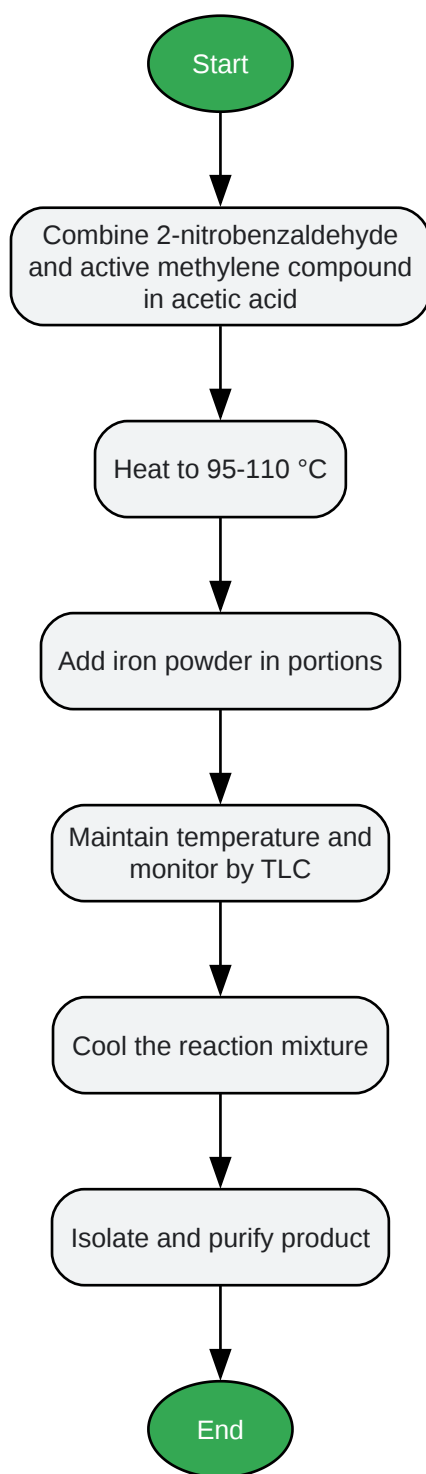 Start
Combine 2-nitrobenzaldehyde
and active methylene compound
in acetic acid
Heat to 95-110 °C
Add iron powder in portions
Maintain temperature and
monitor by TLC
Cool the reaction mixture
Isolate and purify product
End